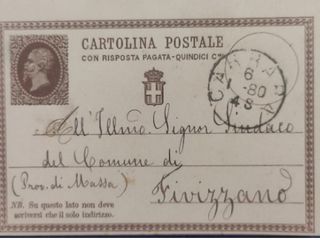 CARTOLINA POSTALE
CON RISPOSTA PAGATA - QUINDICI C.mi
CARRARA
6
1 - 80
4 S
All' Illmo. Signor Sindaco
del Comune di
(Prov. di Massa) Fivizzano
NB. Su questo lato non deve
scriversi che il solo indirizzo.